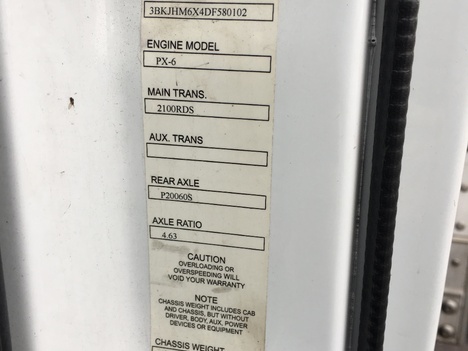 3BKJHM6X4DF580102
ENGINE MODEL
PX-6
MAIN TRANS.
2100RDS
AUX. TRANS
REAR AXLE
P20060S
AXLE RATIO
4.63
CAUTION
OVERLOADING OR
OVERSPEEDING WILL
VOID YOUR WARRANTY
NOTE
CHASSIS WEIGHT INCLUDES CAB
AND CHASSIS, BUT WITHOUT
DRIVER, BODY, AUX. POWER
DEVICES OR EQUIPMENT
CHASSIS WEIGHT